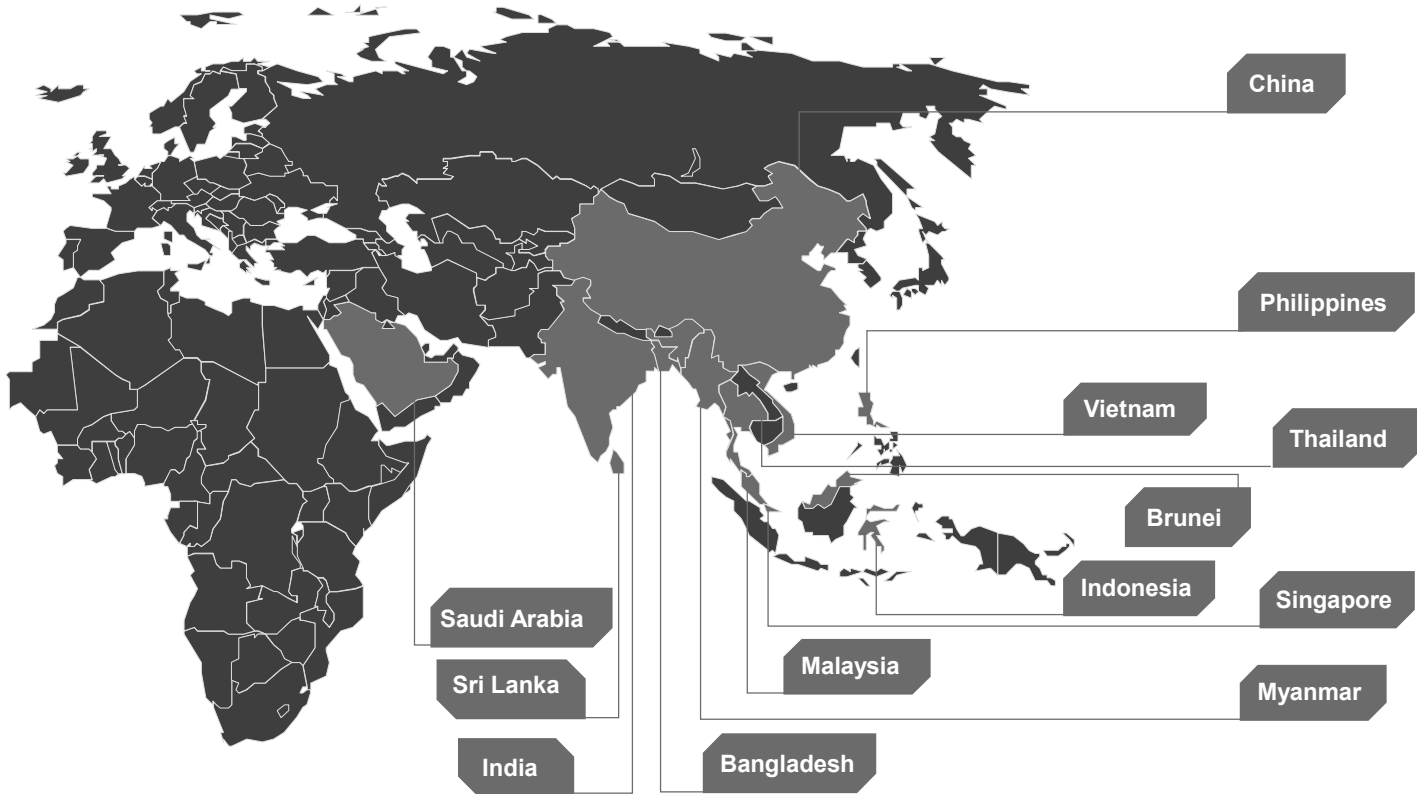 China
Philippines
Vietnam
Thailand
Brunei
Indonesia
Singapore
Saudi Arabia
Malaysia
Sri Lanka
Myanmar
India
Bangladesh